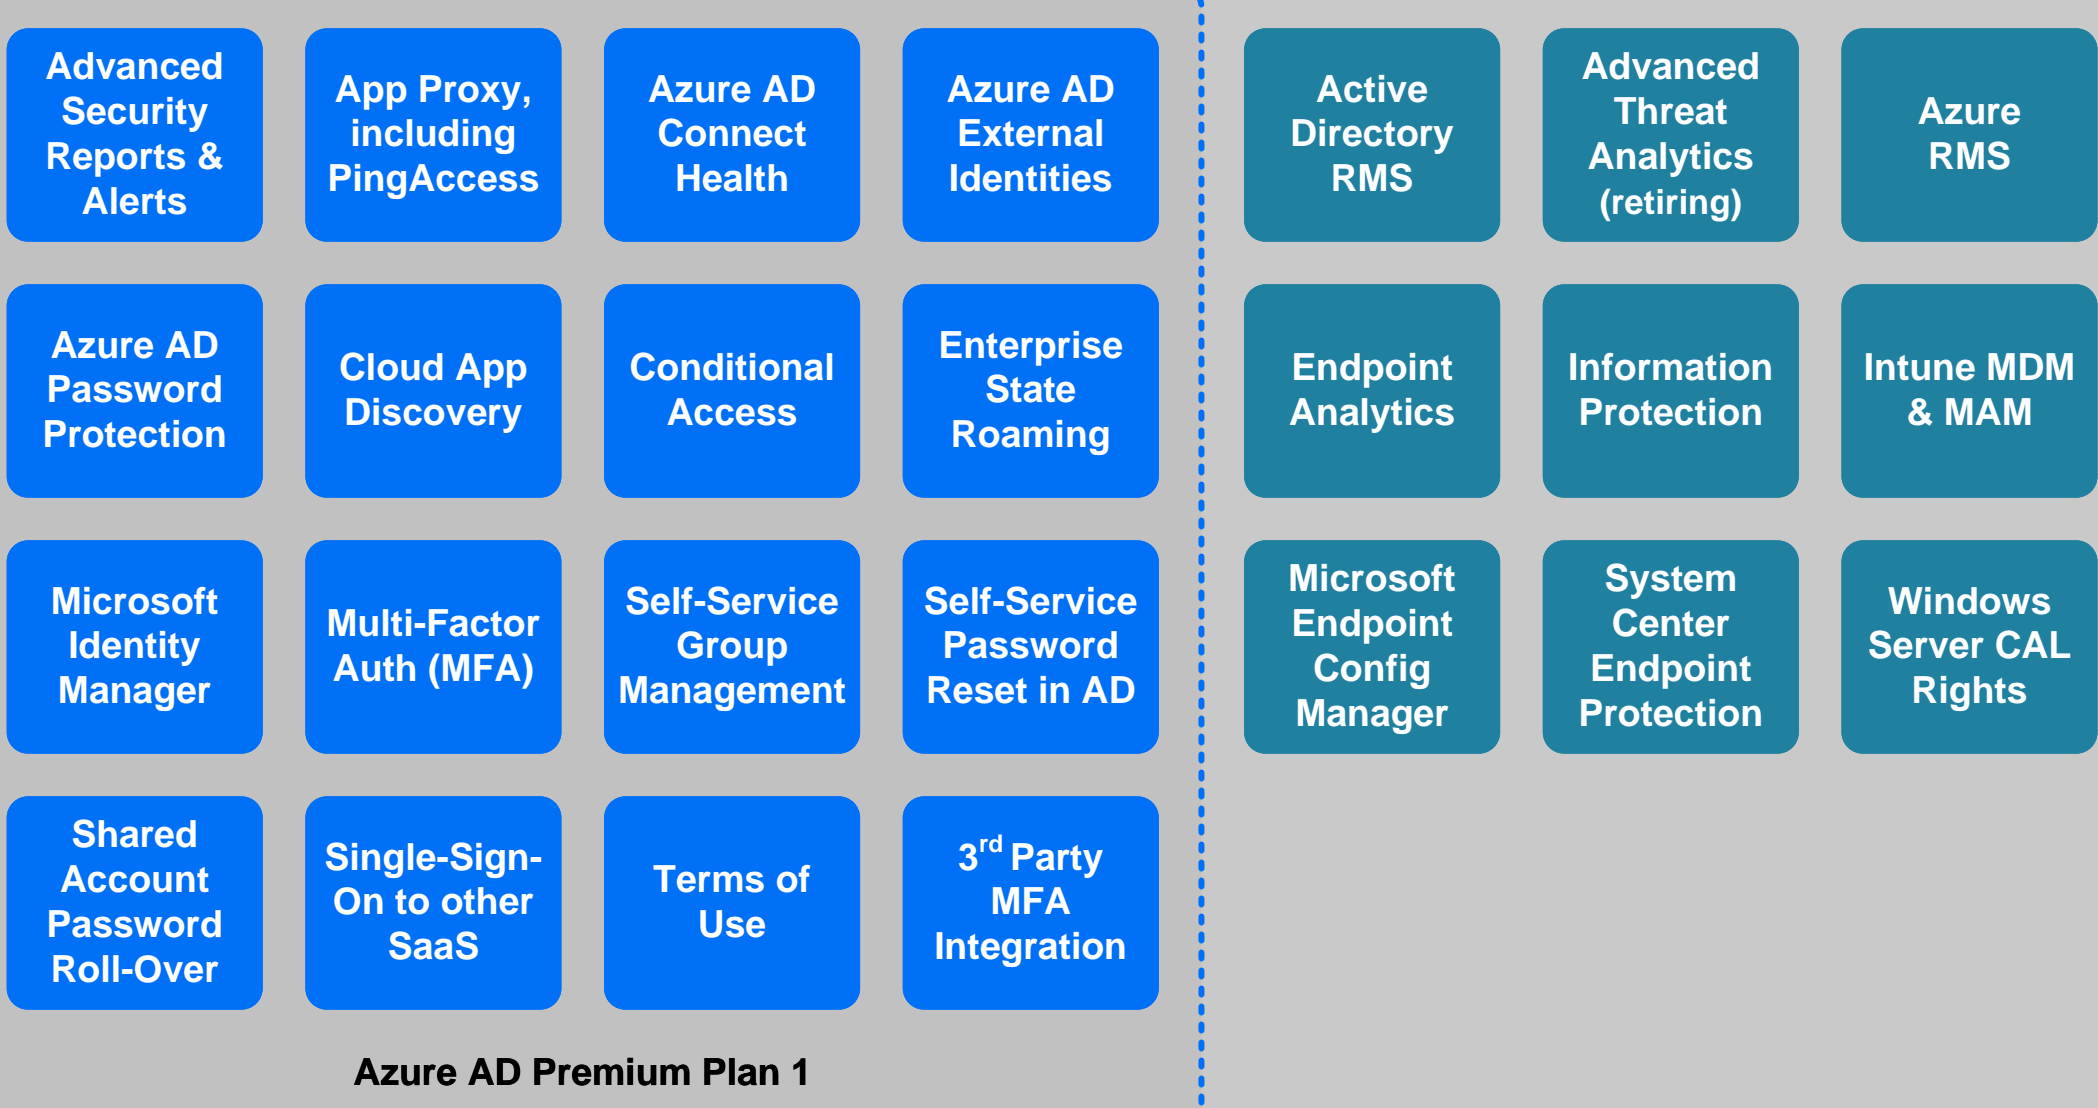 Advanced
Security
Reports &
Alerts
App Proxy,
including
PingAccess
Azure AD
Connect
Health
Azure AD
External
Identities
Active
Directory
RMS
Advanced
Threat
Analytics
(retiring)
Azure
RMS
Azure AD
Password
Protection
Cloud App
Discovery
Conditional
Access
Enterprise
State
Roaming
Endpoint
Analytics
Information
Protection
Intune MDM
& MAM
Microsoft
Identity
Manager
Multi-Factor
Auth (MFA)
Self-Service
Group
Management
Self-Service
Password
Reset in AD
Microsoft
Endpoint
Config
Manager
System
Center
Endpoint
Protection
Windows
Server CAL
Rights
Shared
Account
Password
Roll-Over
Single-Sign-
On to other
SaaS
Terms of
Use
3rd Party
MFA
Integration
Azure AD Premium Plan 1